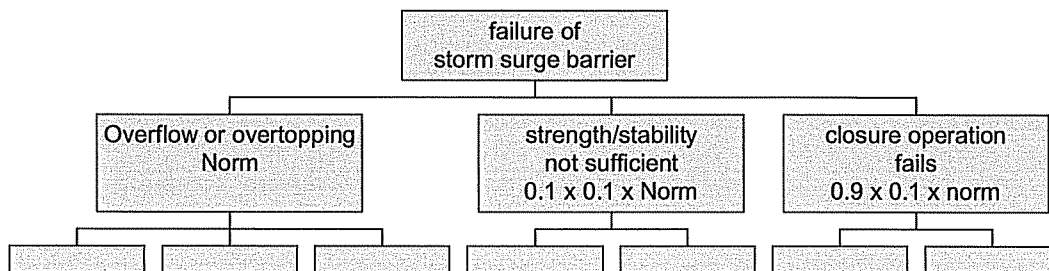 failure of
storm surge barrier
Overflow or overtopping
Norm
strength/stability
not sufficient
0.1 x 0.1 x Norm
closure operation
fails
0.9 x 0.1 x norm